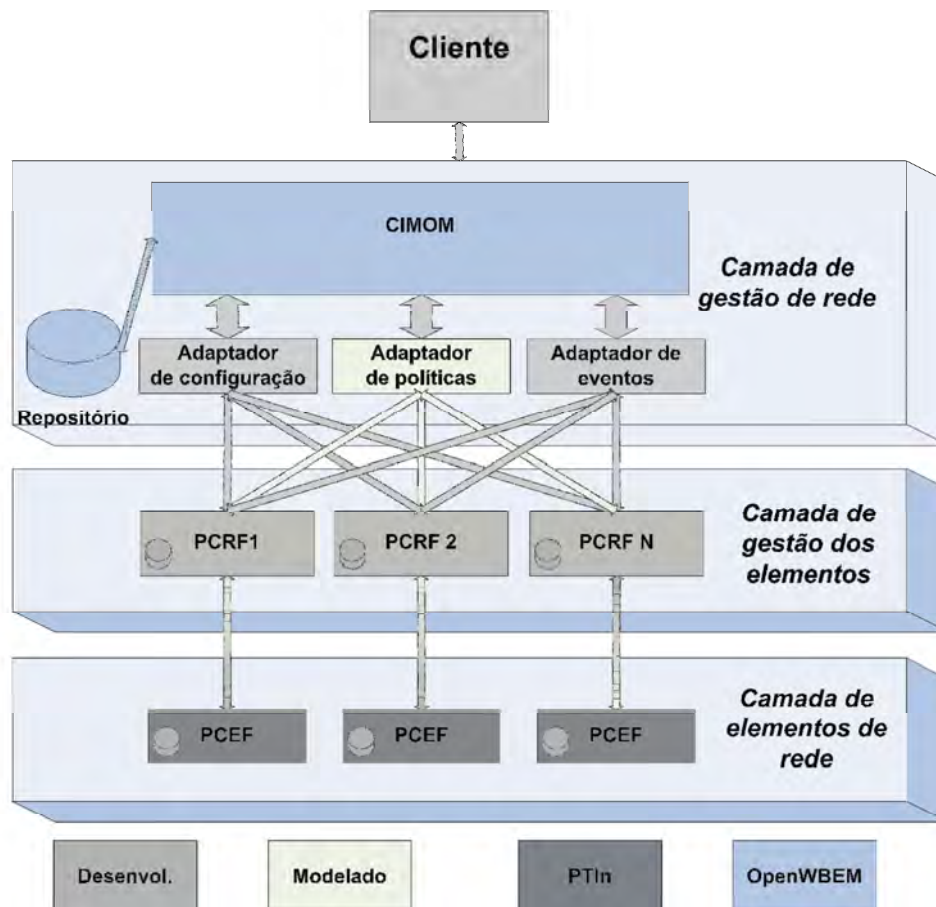 Cliente
CIMOM
Camada de
gestão de rede
Adaptador
de configuração
Adaptador
de políticas
Adaptador de
eventos
Repositório
PCRF1
PCRF 2
PCRF N
Camada de
gestão dos
elementos
PCEF
PCEF
PCEF
Camada de
elementos de
rede
Desenvol.
Modelado
PTIn
OpenWBEM